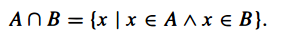 A ∩ B = {x | x ∈ A ∧ x ∈ B}.